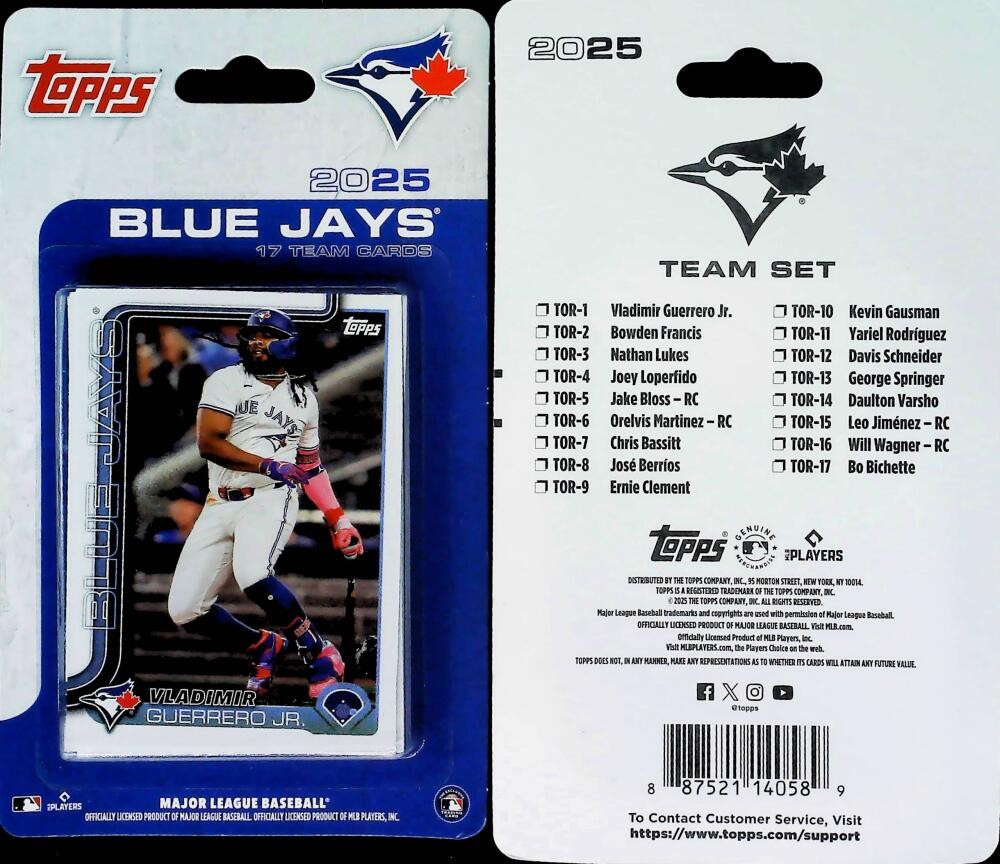 Topps
2025
BLUE JAYS®
17 TEAM CARDS
BLUE JAYS®
Topps
BLUE JAYS
VLADIMIR
GUERRERO JR.
MLB PLAYERS
MAJOR LEAGUE BASEBALL®
OFFICIALLY LICENSED PRODUCT OF MAJOR LEAGUE BASEBALL. OFFICIALLY LICENSED PRODUCT OF MLB PLAYERS, INC.
2025
TEAM SET
TOR-1 Vladimir Guerrero Jr.
TOR-2 Bowden Francis
TOR-3 Nathan Lukes
TOR-4 Joey Loperfido
TOR-5 Jake Bloss – RC
TOR-6 Orelvis Martinez – RC
TOR-7 Chris Bassitt
TOR-8 José Berríos
TOR-9 Ernie Clement
TOR-10 Kevin Gausman
TOR-11 Yariel Rodríguez
TOR-12 Davis Schneider
TOR-13 George Springer
TOR-14 Daulton Varsho
TOR-15 Leo Jiménez – RC
TOR-16 Will Wagner – RC
TOR-17 Bo Bichette
Topps®
GENUINE MERCHANDISE
MLB PLAYERS
DISTRIBUTED BY THE TOPPS COMPANY, INC., 95 MORTON STREET, NEW YORK, NY 10014.
TOPPS IS A REGISTERED TRADEMARK OF THE TOPPS COMPANY, INC.
© 2025 THE TOPPS COMPANY, INC. ALL RIGHTS RESERVED.
Major League Baseball trademarks and copyrights are used with permission of Major League Baseball.
OFFICIALLY LICENSED PRODUCT OF MAJOR LEAGUE BASEBALL. Visit MLB.com.
Officially Licensed Product of MLB Players, Inc.
Visit MLBPLAYERS.com, the Players Choice on the web.
TOPPS DOES NOT, IN ANY MANNER, MAKE ANY REPRESENTATIONS AS TO WHETHER ITS CARDS WILL ATTAIN ANY FUTURE VALUE.
@topps
8 87521 14058 9
To Contact Customer Service, Visit
https://www.topps.com/support